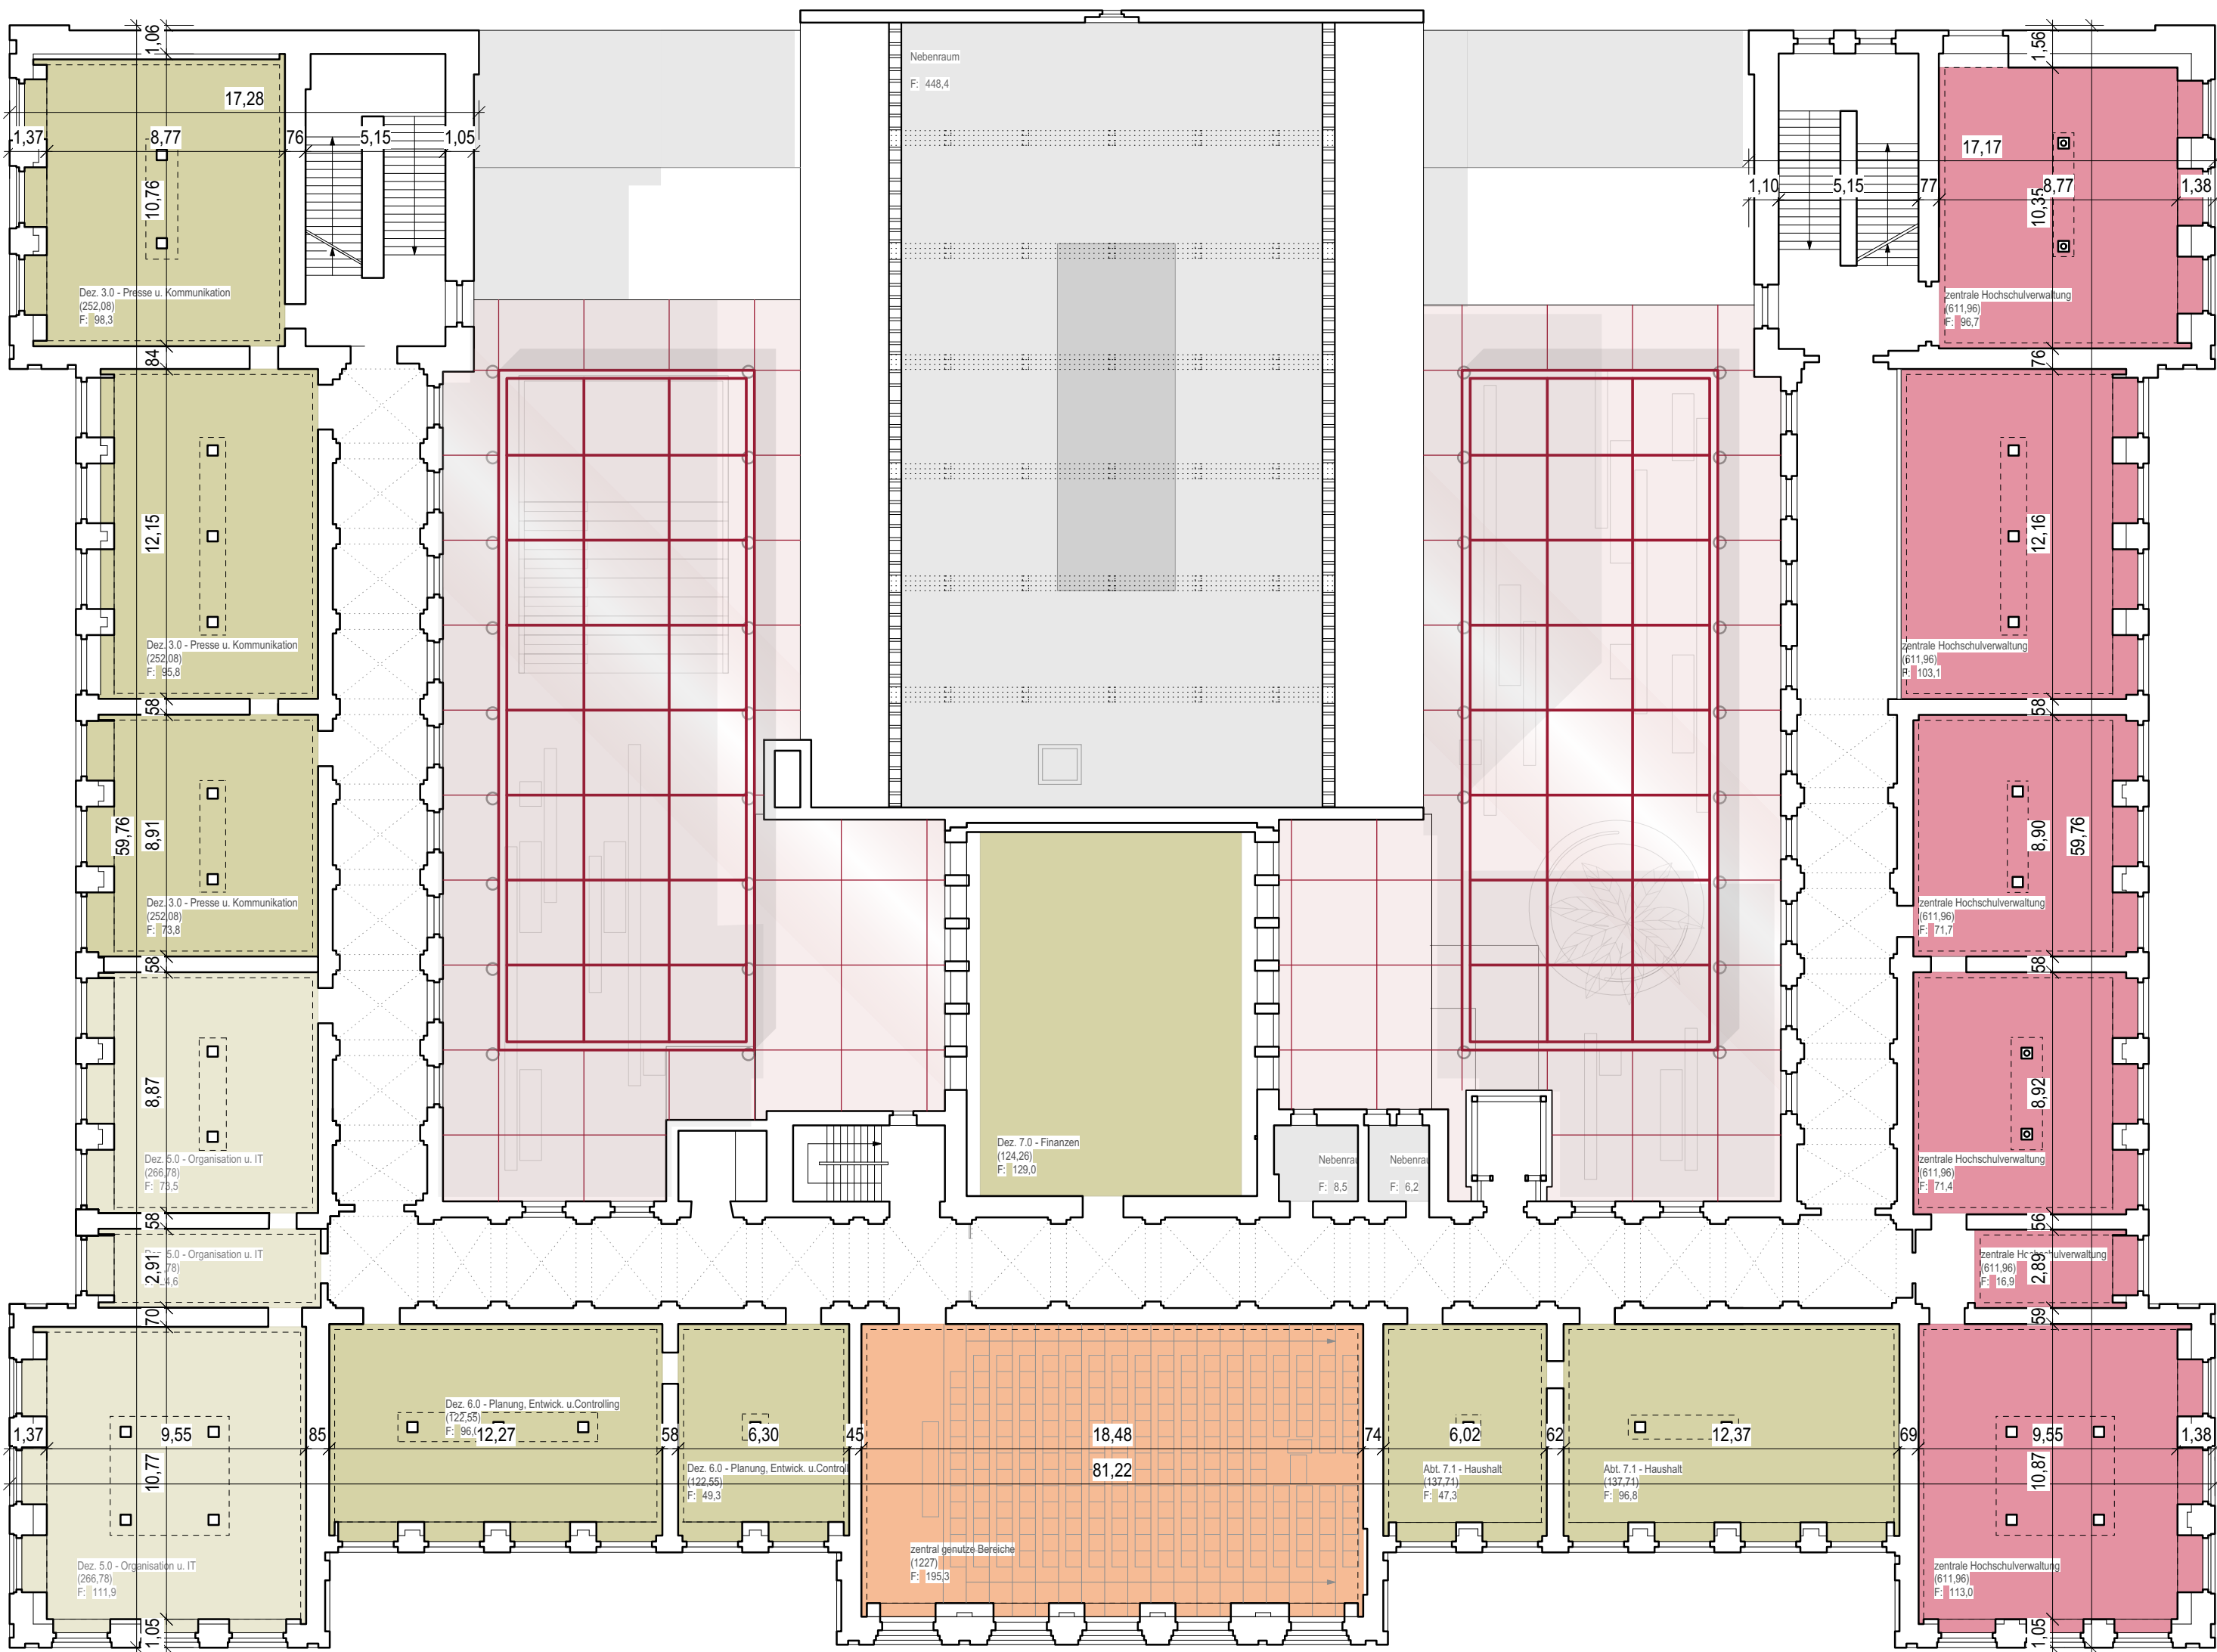 1,06
17,28
1,37
8,77
76
5,15
1,05
10,76
Dez. 3.0 - Presse u. Kommunikation
(252,08)
F: 98,3
84
Nebenraum
F: 448,4
1,56
17,17
1,10
5,15
77
8,77
1,38
10,35
zentrale Hochschulverwaltung
(611,96)
F: 96,7
76
12,15
Dez. 3.0 - Presse u. Kommunikation
(252,08)
F: 95,8
58
12,16
zentrale Hochschulverwaltung
(611,96)
F: 103,1
58
59,76
8,91
Dez. 3.0 - Presse u. Kommunikation
(252,08)
F: 73,8
58
8,90
59,76
zentrale Hochschulverwaltung
(611,96)
F: 71,7
58
8,87
Dez. 5.0 - Organisation u. IT
(266,78)
F: 73,5
58
Dez. 7.0 - Finanzen
(124,26)
F: 129,0
Nebenrau
F: 8,5
Nebenrau
F: 6,2
8,92
zentrale Hochschulverwaltung
(611,96)
F: 71,4
56
5.0 - Organisation u. IT
2,91
70
zentrale Hochschulverwaltung
(611,96)
F: 16,9
2,89
59
Dez. 6.0 - Planung, Entwick. u.Controlling
(122,55)
F: 96,
1,37
9,55
85
12,27
58
6,30
45
18,48
74
6,02
62
12,37
69
9,55
1,38
10,77
81,22
10,87
Dez. 6.0 - Planung, Entwick. u.Controll
(122,55)
F: 49,3
Abt. 7.1 - Haushalt
(137,71)
F: 47,3
Abt. 7.1 - Haushalt
(137,71)
F: 96,8
zentral genutze Bereiche
(1227)
F: 195,3
Dez. 5.0 - Organisation u. IT
(266,78)
F: 111,9
zentrale Hochschulverwaltung
(611,96)
F: 113,0
1,05
1,05